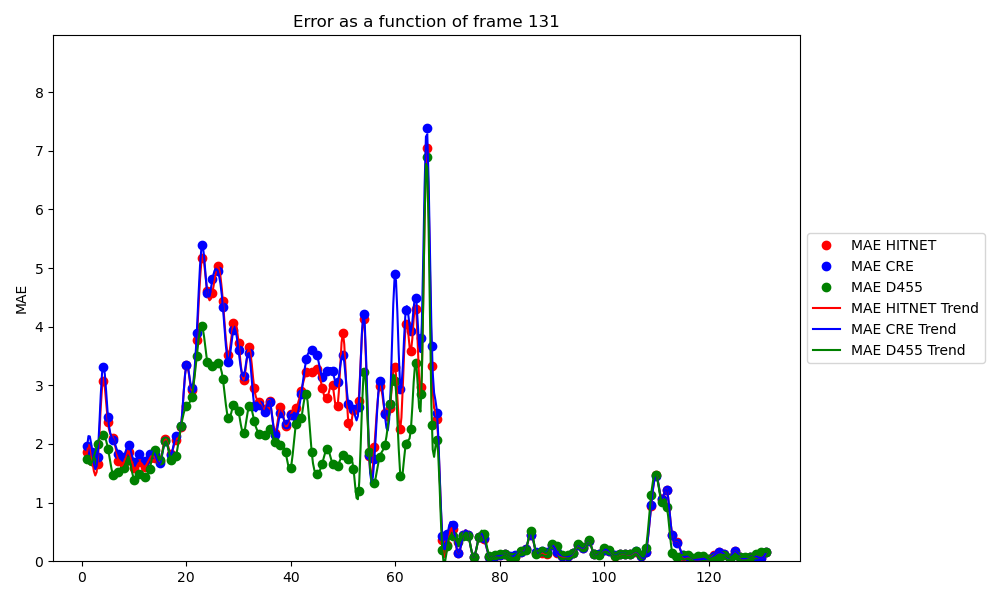 Error as a function of frame 131
MAE
8
7
6
5
4
3
2
1
0
0 20 40 60 80 100 120
MAE HITNET
MAE CRE
MAE D455
MAE HITNET Trend
MAE CRE Trend
MAE D455 Trend